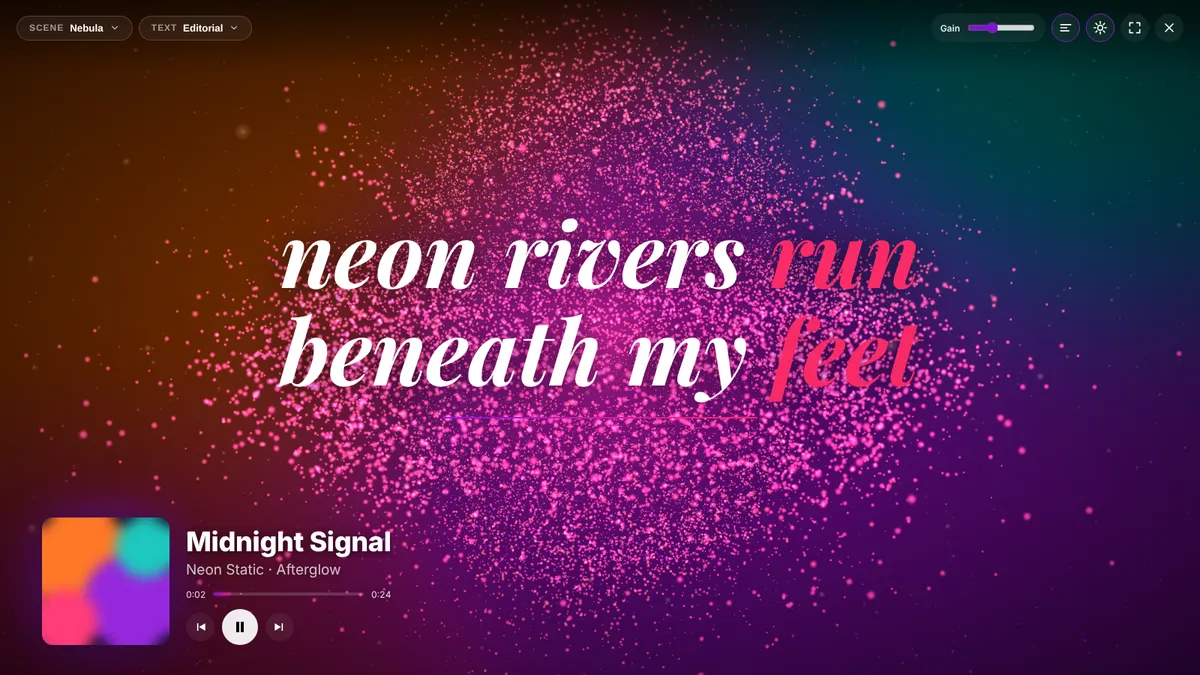 SCENE Nebula
TEXT Editorial
Gain
neon rivers run
beneath my feet
Midnight Signal
Neon Static · Afterglow
0:02 0:24